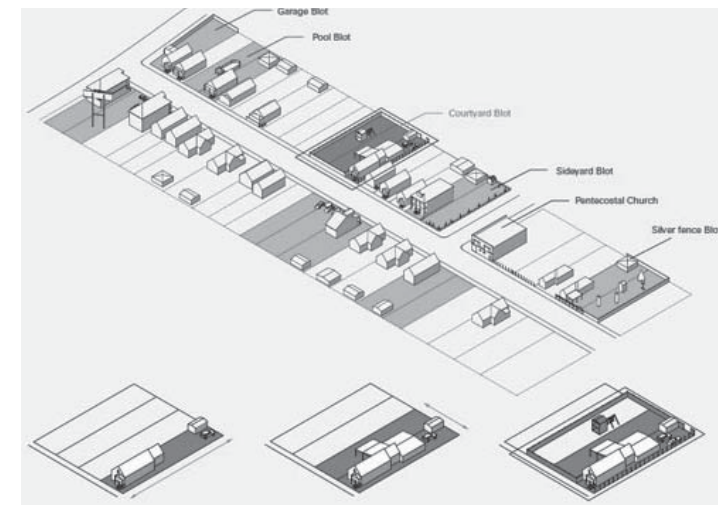 Garage Blot
Pool Blot
Courtyard Blot
Sideyard Blot
Pentecostal Church
Silver fence Blo